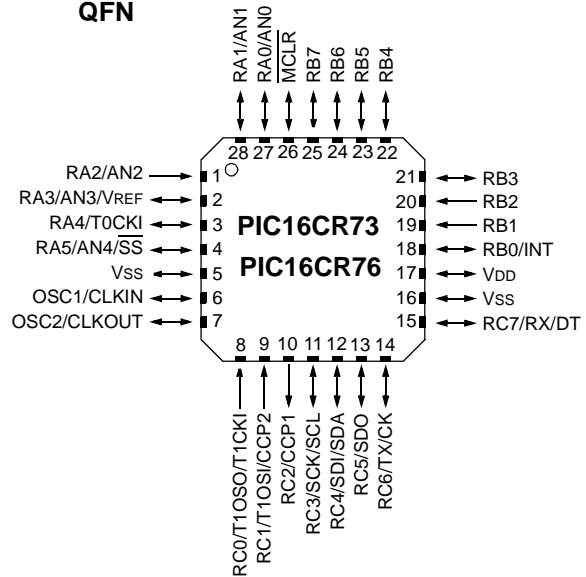 QFN
RA1/AN1
RA0/AN0
MCLR
RB7
RB6
RB5
RB4
28 27 26 25 24 23 22
RA2/AN2 1
RA3/AN3/VREF 2
RA4/T0CKI 3
RA5/AN4/SS 4
VSS 5
OSC1/CLKIN 6
OSC2/CLKOUT 7
PIC16CR73
PIC16CR76
21 RB3
20 RB2
19 RB1
18 RB0/INT
17 VDD
16 VSS
15 RC7/RX/DT
8 9 10 11 12 13 14
RC0/T1OSO/T1CKI
RC1/T1OSI/CCP2
RC2/CCP1
RC3/SCK/SCL
RC4/SDI/SDA
RC5/SDO
RC6/TX/CK